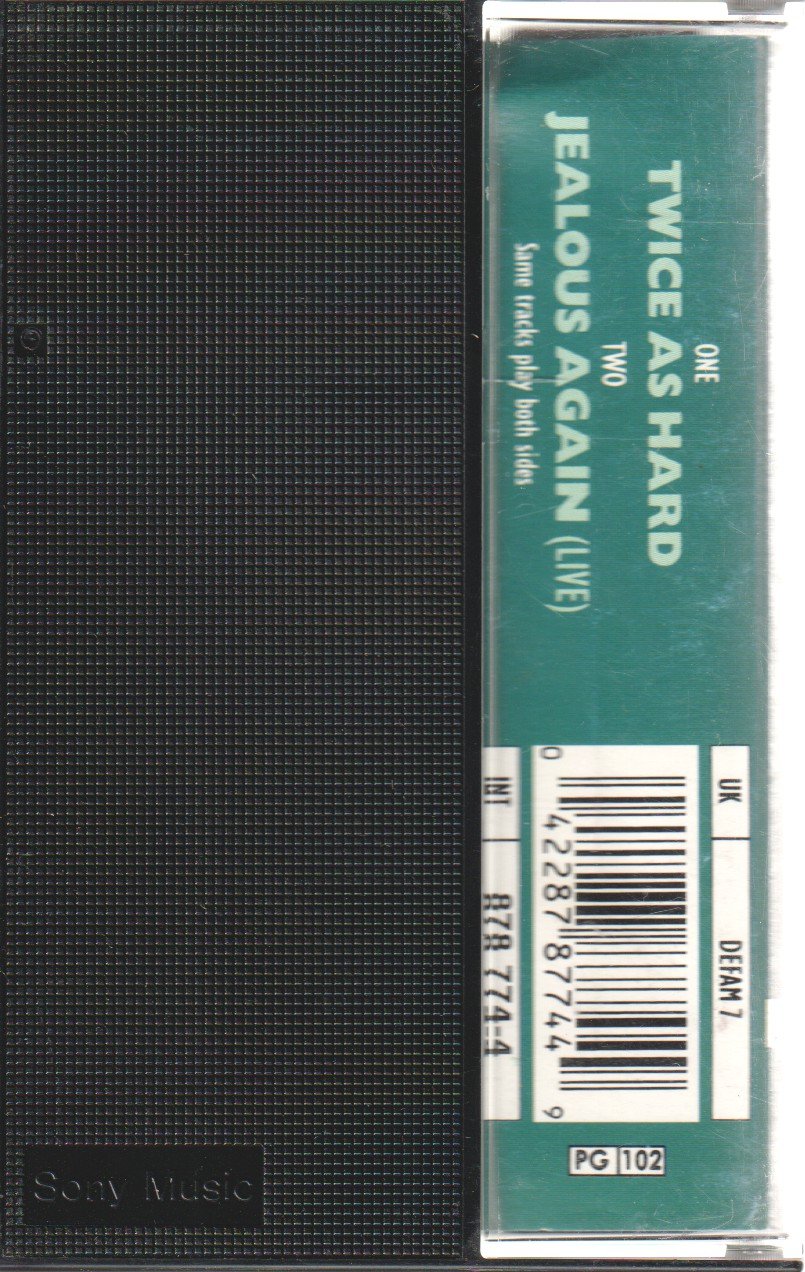 ONE
TWICE AS HARD
TWO
JEALOUS AGAIN (LIVE)
Same tracks play both sides
UK DEFAM 7
0 42287 87744 9
INT 878 774-4
PG 102
Sony Music